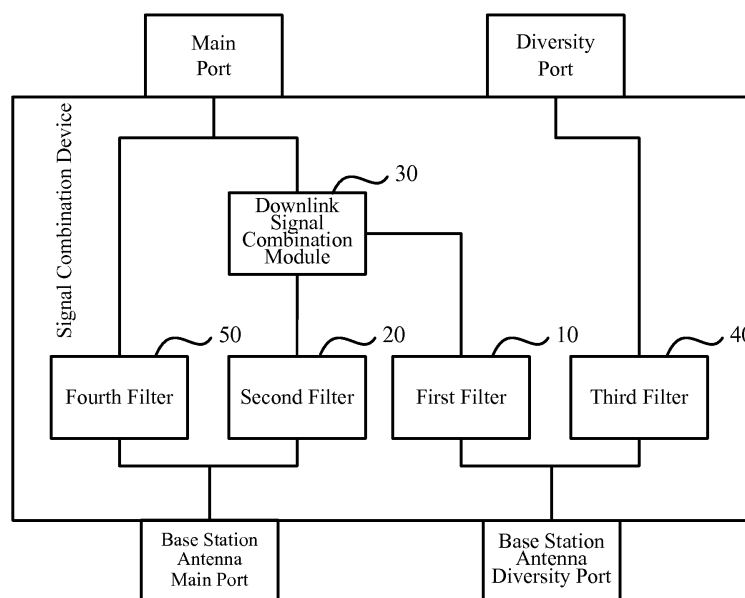 Main
Port
Diversity
Port
Signal Combination Device
30
Downlink
Signal
Combination
Module
50
20
10
40
Fourth Filter
Second Filter
First Filter
Third Filter
Base Station
Antenna
Main Port
Base Station
Antenna
Diversity Port